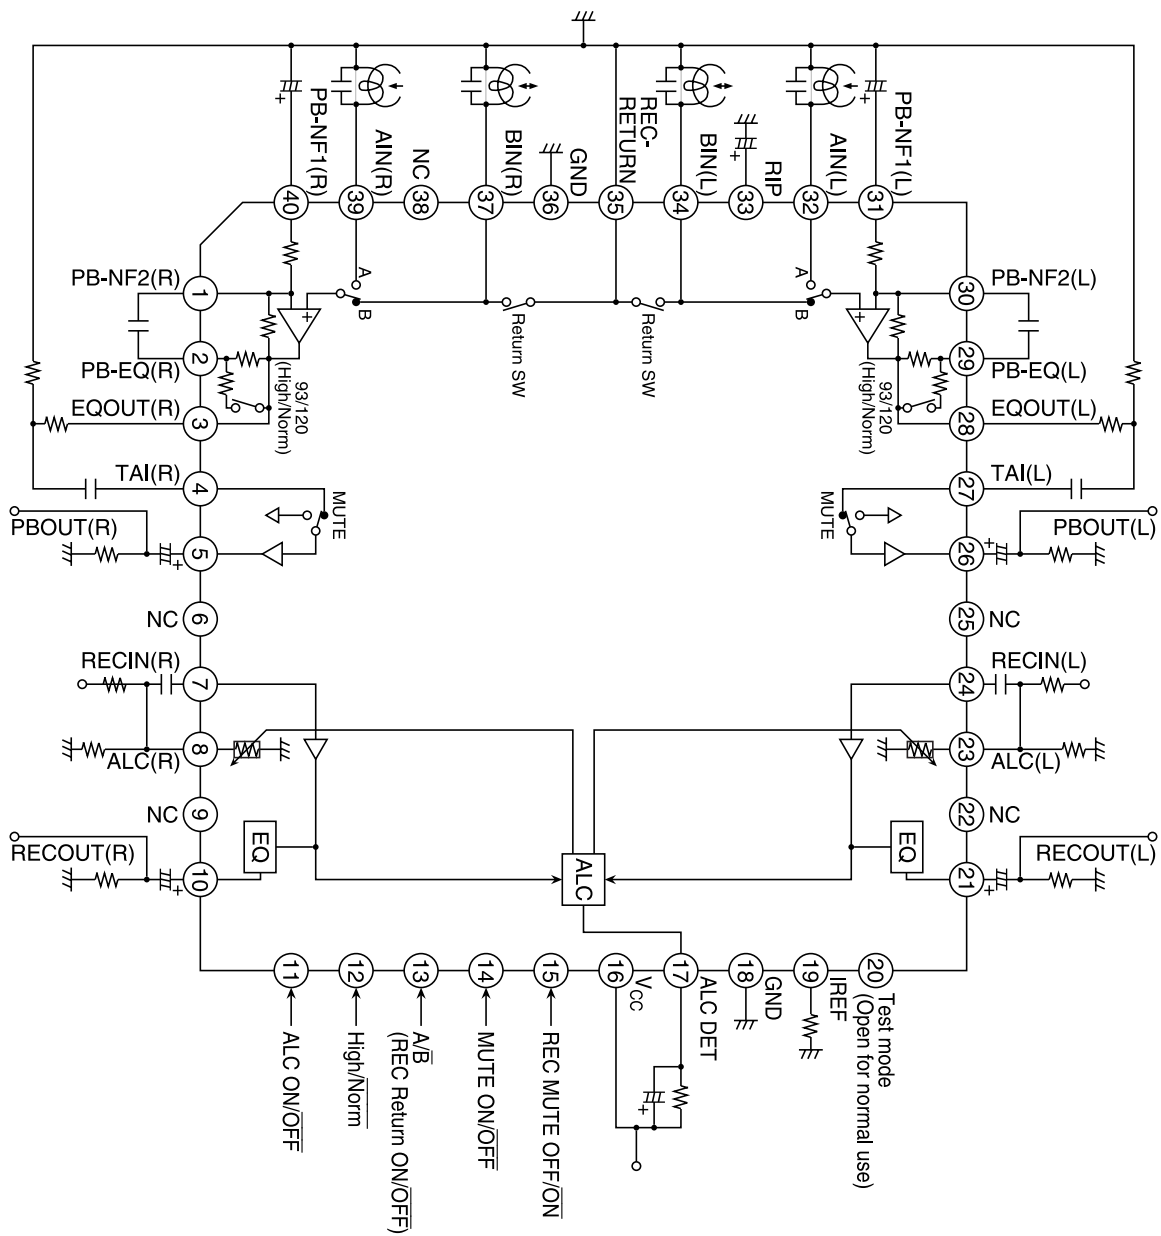 PB-NF1(R)
AIN(R)
NC
BIN(R)
GND
REC-
RETURN
BIN(L)
RIP
AIN(L)
PB-NF1(L)
40
39
38
37
36
35
34
33
32
31
PB-NF2(R)
1
A
B
Return SW
Return SW
A
B
30
PB-NF2(L)
PB-EQ(R)
2
93/120
(High/Norm)
93/120
(High/Norm)
29
PB-EQ(L)
EQOUT(R)
3
28
EQOUT(L)
TAI(R)
4
MUTE
MUTE
27
TAI(L)
PBOUT(R)
5
26
PBOUT(L)
NC
6
25
NC
RECIN(R)
7
24
RECIN(L)
ALC(R)
8
23
ALC(L)
NC
9
22
NC
RECOUT(R)
10
EQ
ALC
EQ
21
RECOUT(L)
11
12
13
14
15
16
17
18
19
20
ALC ON/OFF
High/Norm
A/B
(REC Return ON/OFF)
MUTE ON/OFF
REC MUTE OFF/ON
VCC
ALC DET
GND
IREF
Test mode
(Open for normal use)